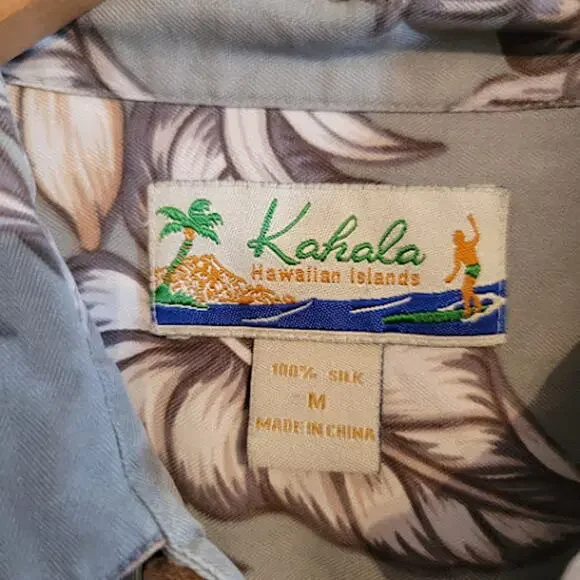 Kahala
Hawaiian Islands
100% SILK
M
MADE IN CHINA